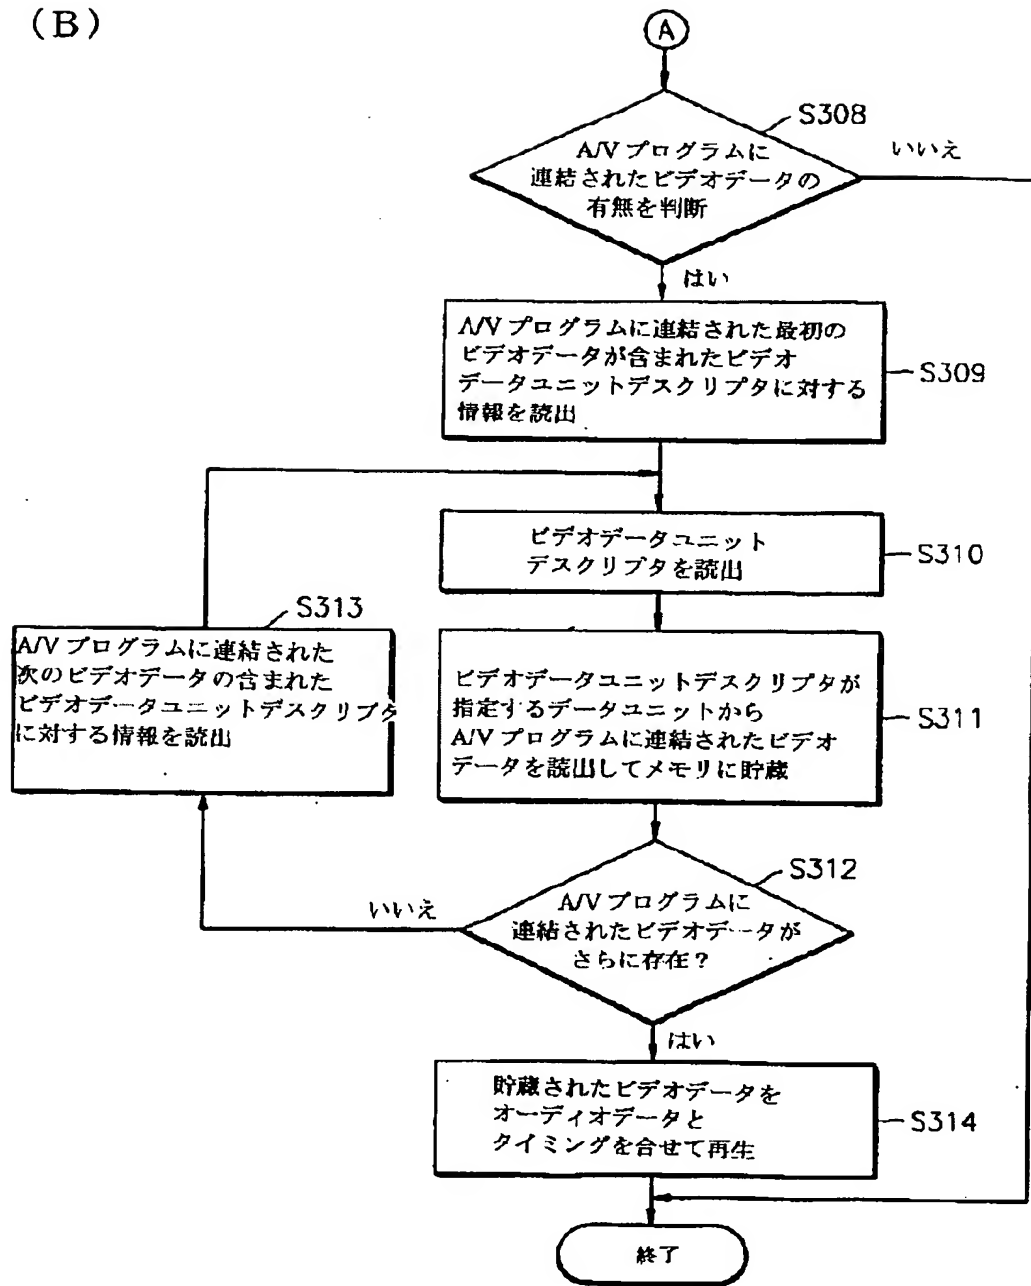 (B)
A
S308
A/Vプログラムに
連結されたビデオデータの
有無を判断
いいえ
はい
A/Vプログラムに連結された最初の
ビデオデータが含まれたビデオ
データユニットデスクリプタに対する
情報を読出
S309
ビデオデータユニット
デスクリプタを読出
S310
S313
A/Vプログラムに連結された
次のビデオデータの含まれた
ビデオデータユニットデスクリプタ
に対する情報を読出
ビデオデータユニットデスクリプタが
指定するデータユニットから
A/Vプログラムに連結されたビデオ
データを読出してメモリに貯蔵
S311
S312
A/Vプログラムに
連結されたビデオデータが
さらに存在?
いいえ
はい
貯蔵されたビデオデータを
オーディオデータと
タイミングを合せて再生
S314
終了